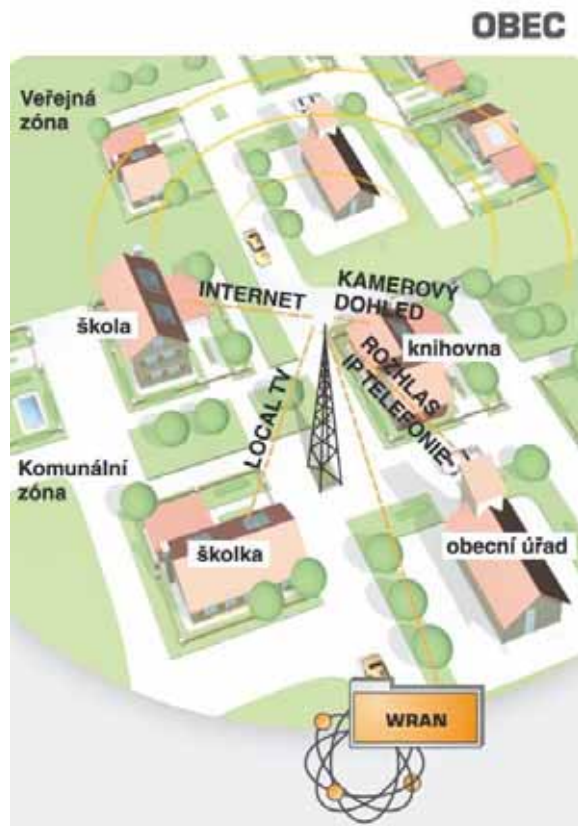 OBEC
Veřejná
zóna
INTERNET
KAMEROVÝ
DOHLED
škola
knihovna
ROZHLAS
IP TELEFONIE
LOCAL TV
Komunální
zóna
školka
obecní úřad
WRAN